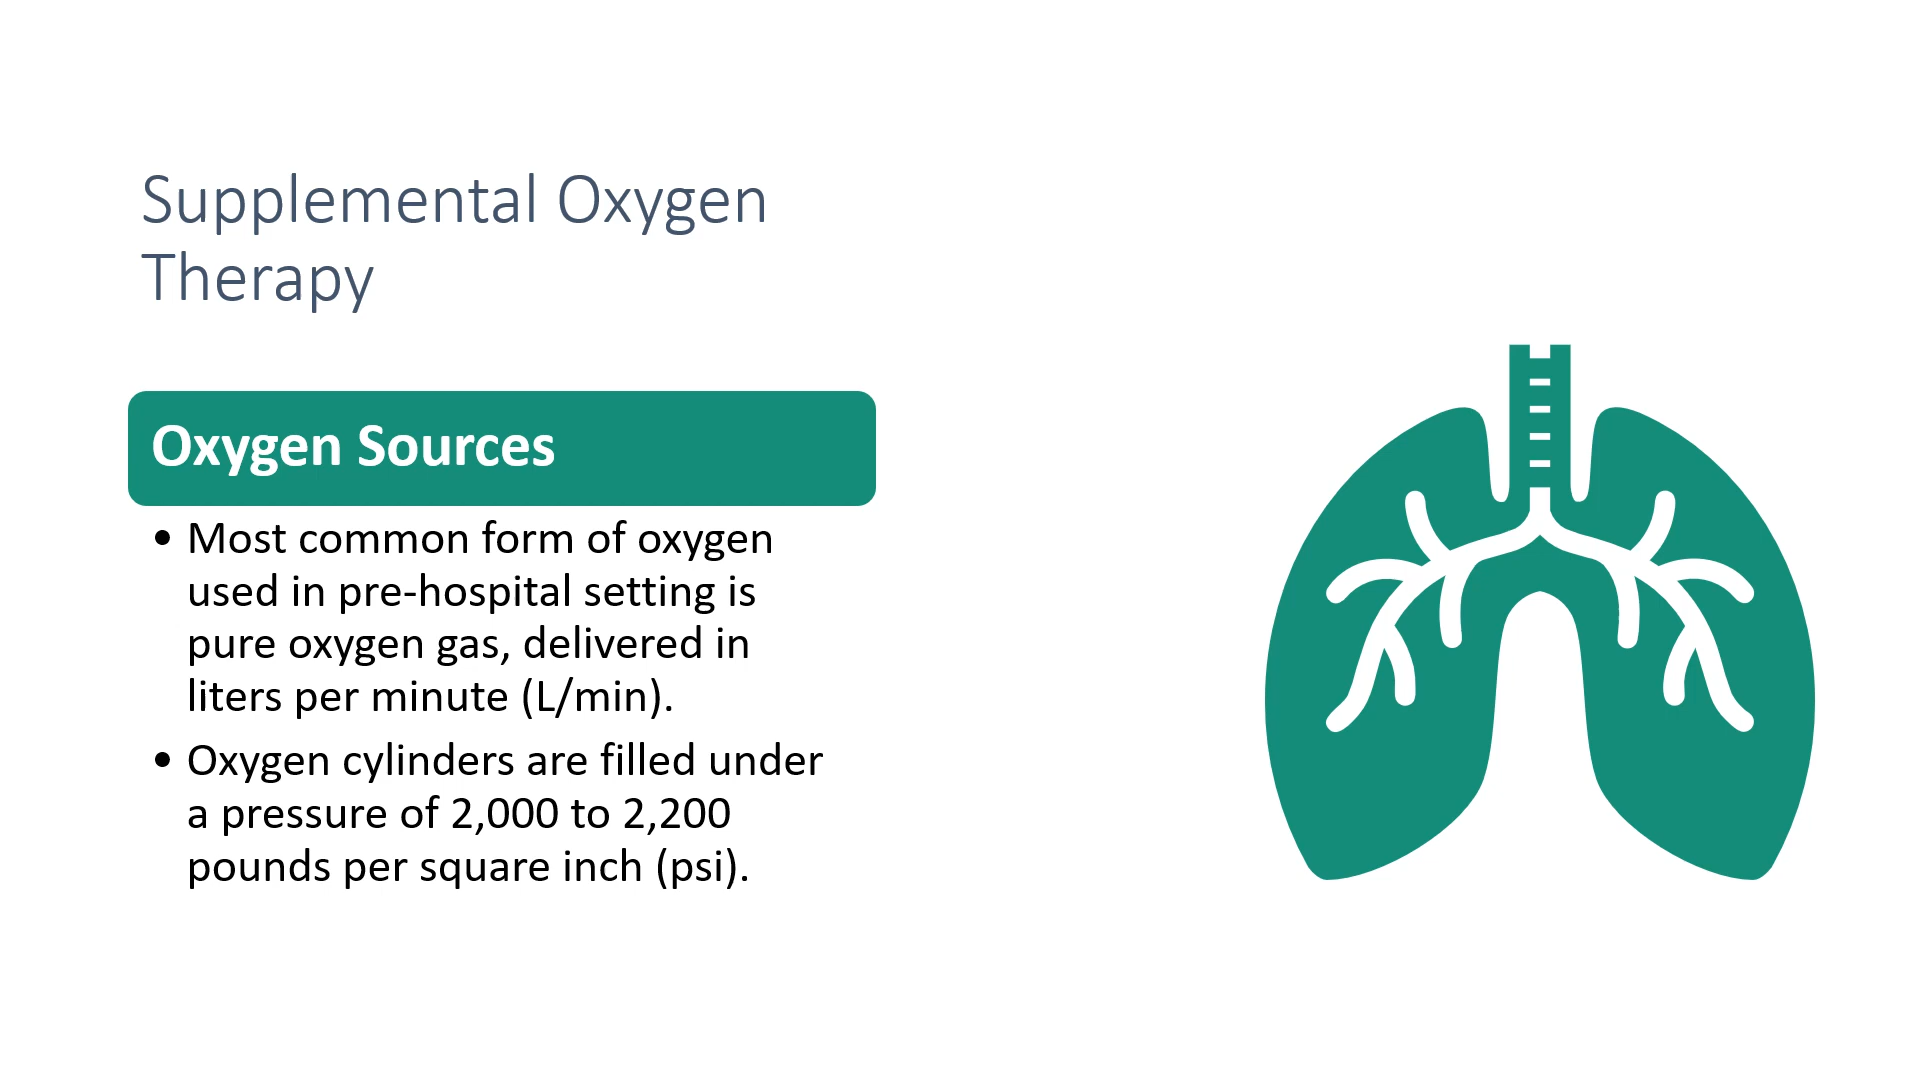 Supplemental Oxygen
Therapy
Oxygen Sources
• Most common form of oxygen
used in pre-hospital setting is
pure oxygen gas, delivered in
liters per minute (L/min).
• Oxygen cylinders are filled under
a pressure of 2,000 to 2,200
pounds per square inch (psi).